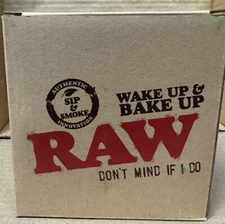 AUTHENTIC
SIP &
SMOKE
INNOVATION
WAKE UP &
BAKE UP
RAW
DON'T MIND IF I DO